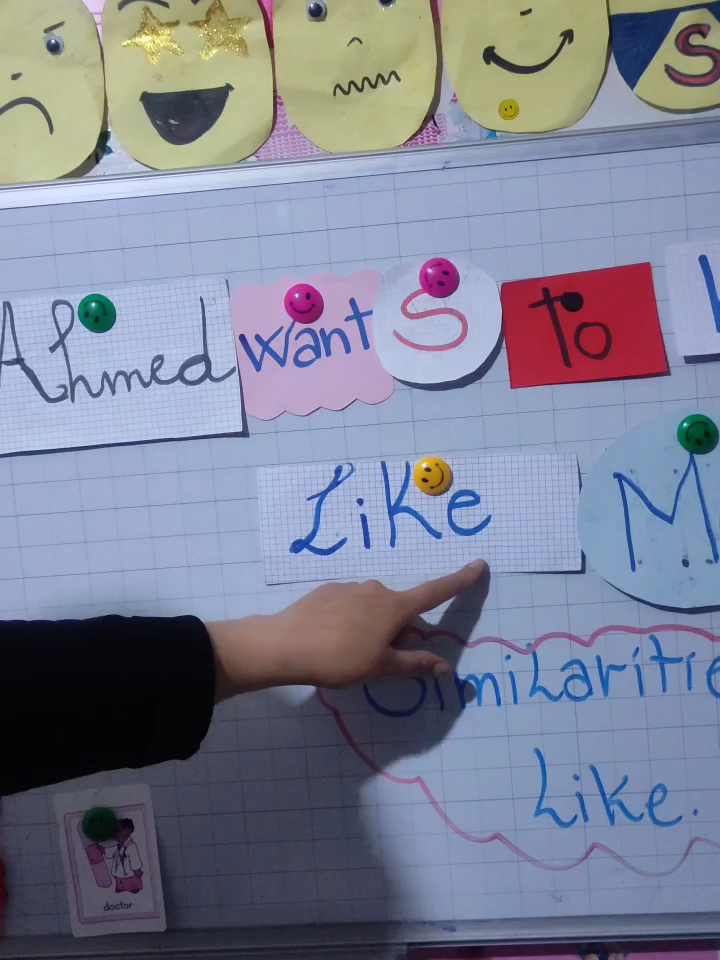 S
Ahmed want S To
Like M
Similaritie
Like.
doctor